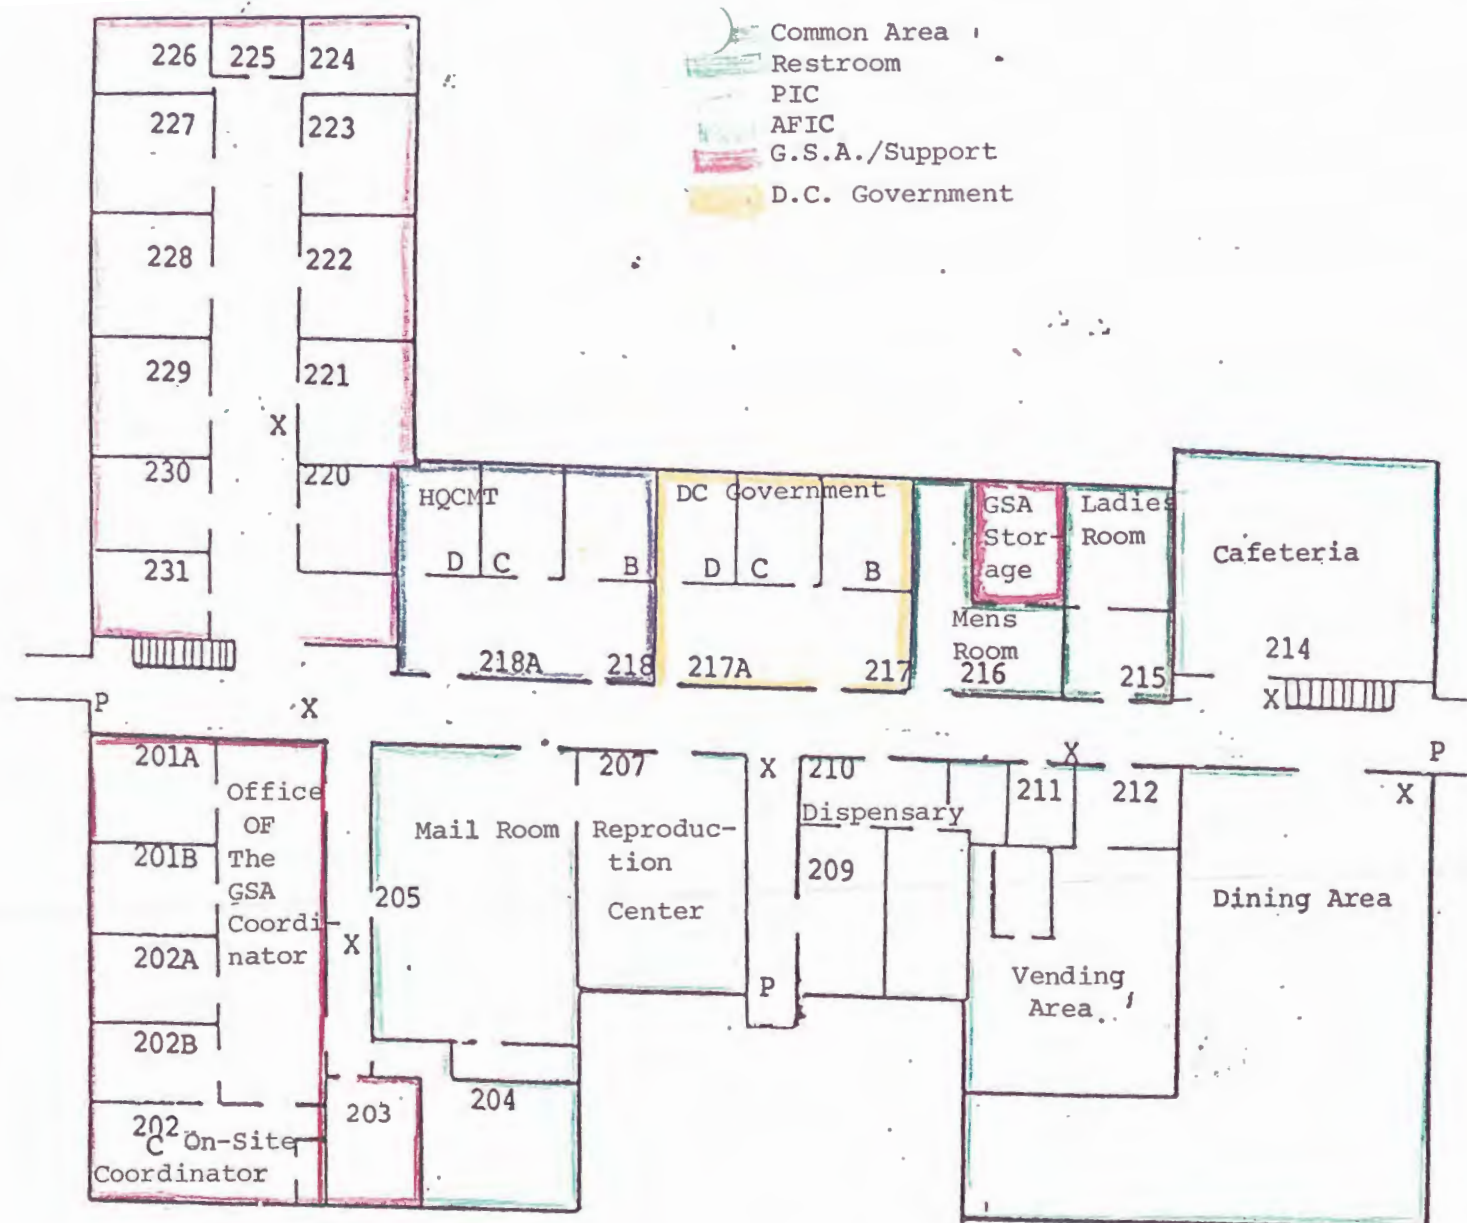 Common Area
Restroom
PIC
AFIC
G.S.A./Support
D.C. Government
226 225 224
227 223
228 222
229 221
X
230 220
231
HQCMT
D C B
218A 218
DC Government
D C B
217A 217
GSA
Stor-
age
Ladies
Room
Mens
Room
216
215
Cafeteria
214
X
P
X
201A
Office
OF
The
GSA
Coordi-
nator
201B
202A
202B
202
C On-Site
Coordinator
203
204
205
X
Mail Room
207
Reproduc-
tion
Center
X
P
210
Dispensary
209
X
211
212
Vending
Area
P
X
Dining Area